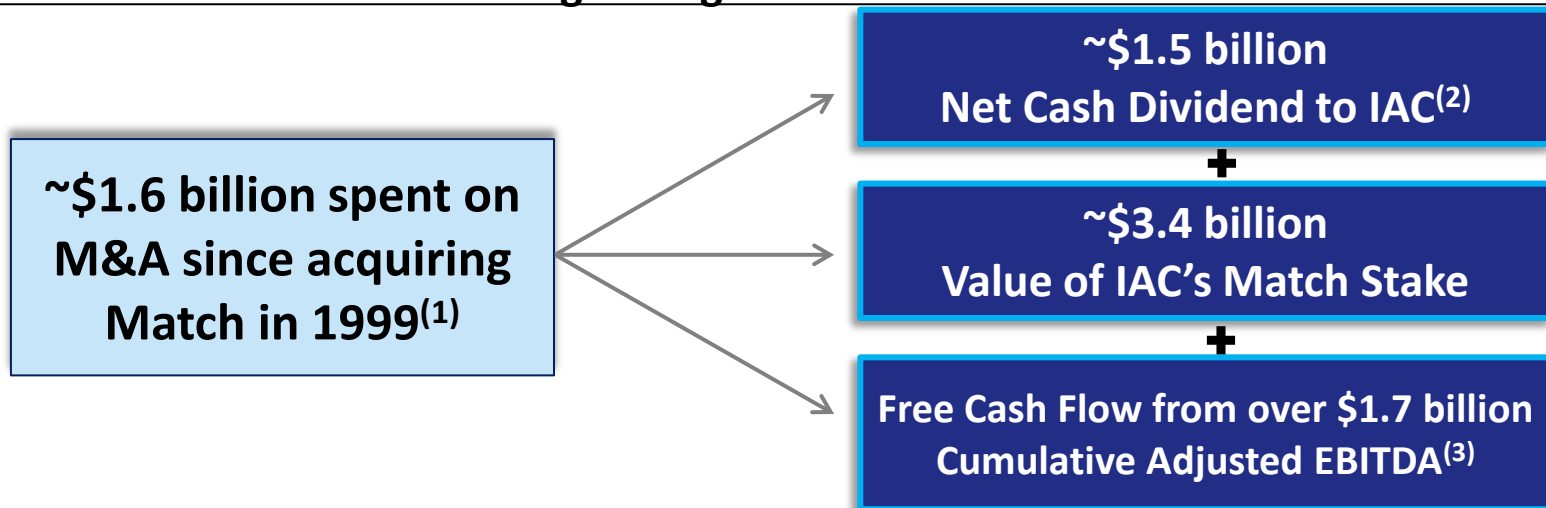 ~$1.6 billion spent on
M&A since acquiring
Match in 1999(1)
~$1.5 billion
Net Cash Dividend to IAC(2)
+
~$3.4 billion
Value of IAC's Match Stake
+
Free Cash Flow from over $1.7 billion
Cumulative Adjusted EBITDA(3)